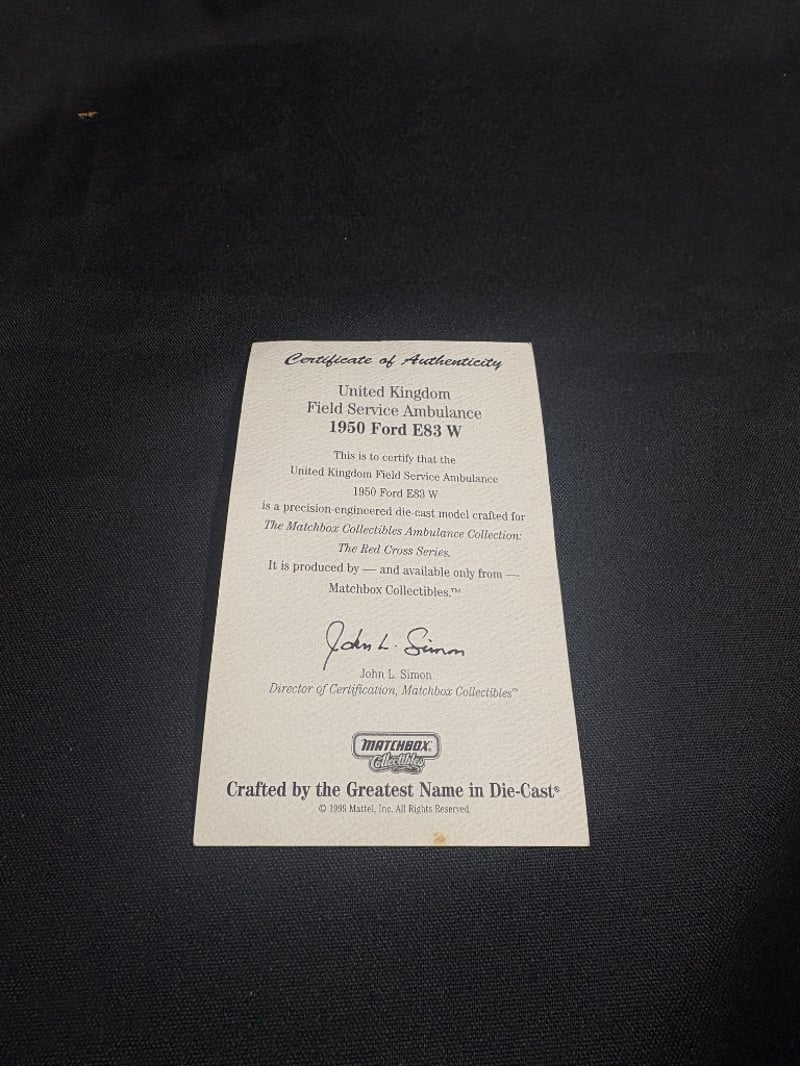 Certificate of Authenticity
United Kingdom
Field Service Ambulance
1950 Ford E83 W
This is to certify that the
United Kingdom Field Service Ambulance
1950 Ford E83 W
is a precision-engineered die-cast model crafted for
The Matchbox Collectibles Ambulance Collection:
The Red Cross Series.
It is produced by — and available only from —
Matchbox Collectibles.™
John L. Simon
John L. Simon
Director of Certification, Matchbox Collectibles™
MATCHBOX®
Collectibles
Crafted by the Greatest Name in Die-Cast®
© 1999 Mattel, Inc. All Rights Reserved.